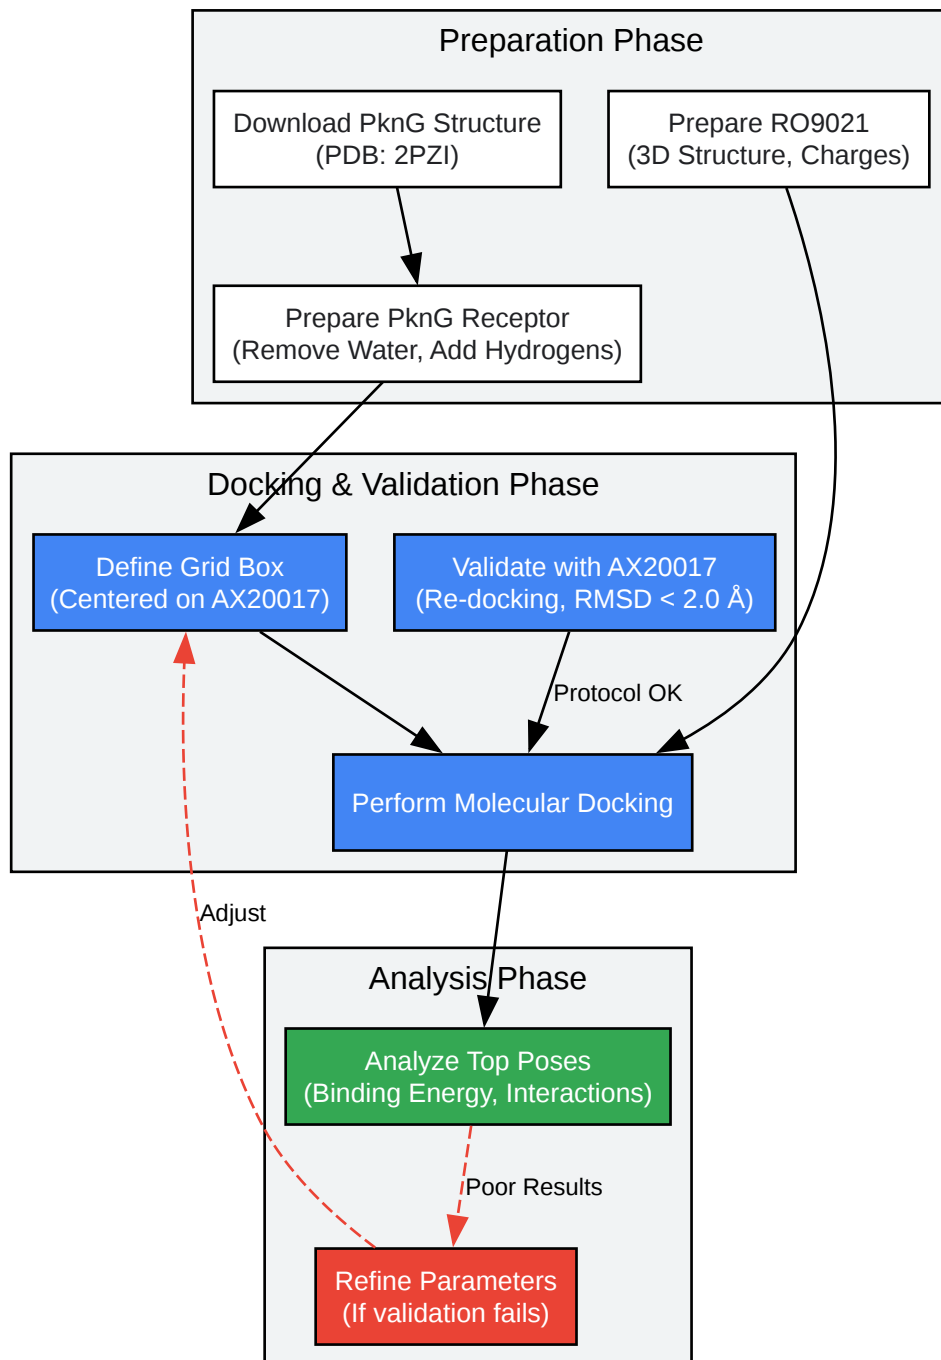 Preparation Phase
Download PknG Structure
(PDB: 2PZI)
Prepare RO9021
(3D Structure, Charges)
Prepare PknG Receptor
(Remove Water, Add Hydrogens)
Docking & Validation Phase
Define Grid Box
(Centered on AX20017)
Validate with AX20017
(Re-docking, RMSD < 2.0 Å)
Protocol OK
Perform Molecular Docking
Adjust
Analysis Phase
Analyze Top Poses
(Binding Energy, Interactions)
Poor Results
Refine Parameters
(If validation fails)